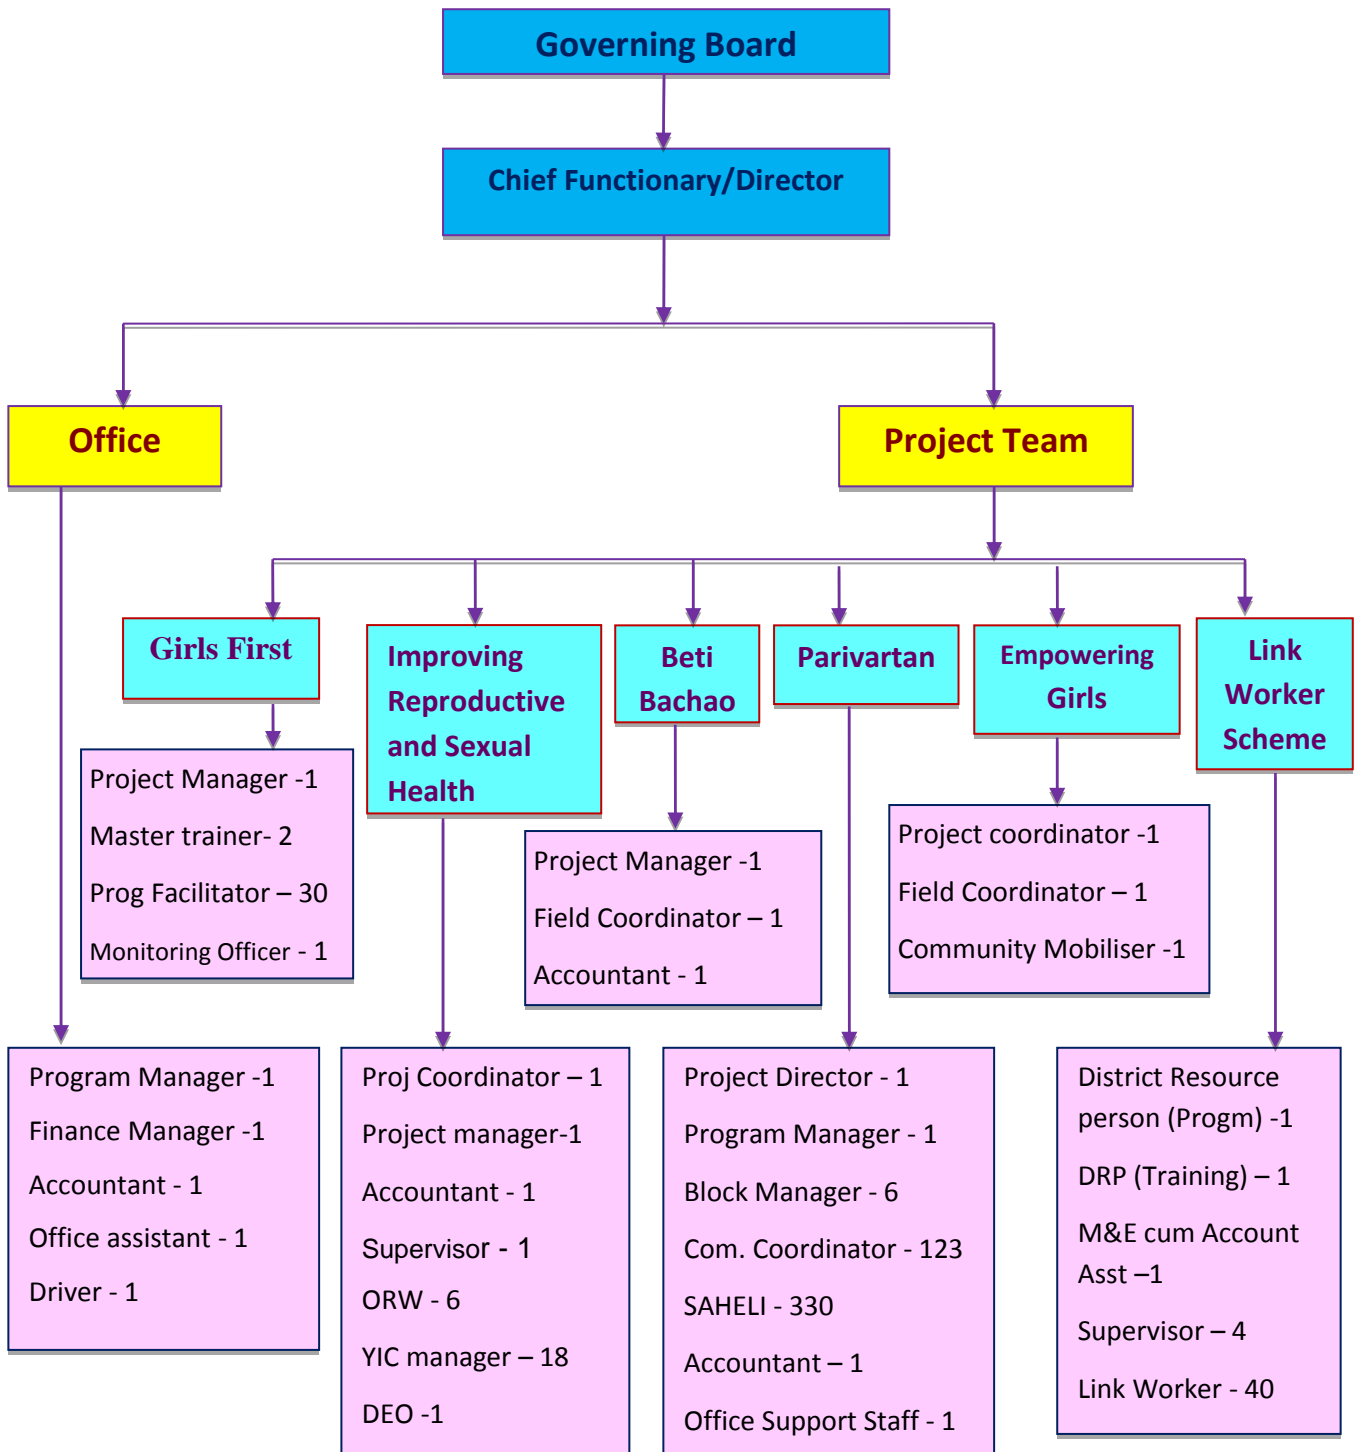 Governing Board
Chief Functionary/Director
Office
Project Team
Girls First
Improving
Reproductive
and Sexual
Health
Beti
Bachao
Parivartan
Empowering
Girls
Link
Worker
Scheme
Project Manager -1
Master trainer- 2
Prog Facilitator – 30
Monitoring Officer - 1
Project Manager -1
Field Coordinator – 1
Accountant - 1
Project coordinator -1
Field Coordinator – 1
Community Mobiliser -1
Program Manager -1
Finance Manager -1
Accountant - 1
Office assistant - 1
Driver - 1
Proj Coordinator – 1
Project manager-1
Accountant - 1
Supervisor - 1
ORW - 6
YIC manager – 18
DEO -1
Project Director - 1
Program Manager - 1
Block Manager - 6
Com. Coordinator - 123
SAHELI - 330
Accountant – 1
Office Support Staff - 1
District Resource
person (Progm) -1
DRP (Training) – 1
M&E cum Account
Asst –1
Supervisor – 4
Link Worker - 40